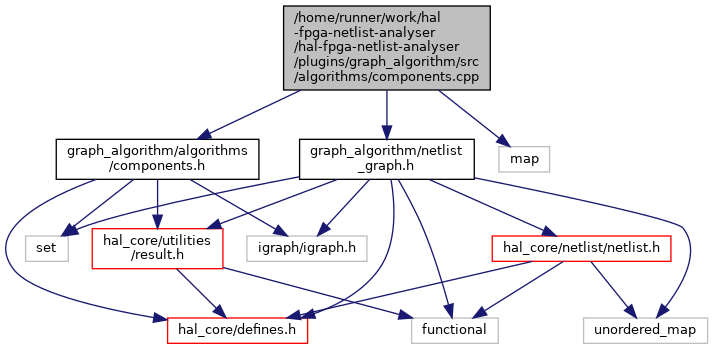 /home/runner/work/hal
-fpga-netlist-analyser
/hal-fpga-netlist-analyser
/plugins/graph_algorithm/src
/algorithms/components.cpp
graph_algorithm/algorithms
/components.h
graph_algorithm/netlist
_graph.h
map
set
hal_core/utilities
/result.h
igraph/igraph.h
hal_core/netlist/netlist.h
hal_core/defines.h
functional
unordered_map